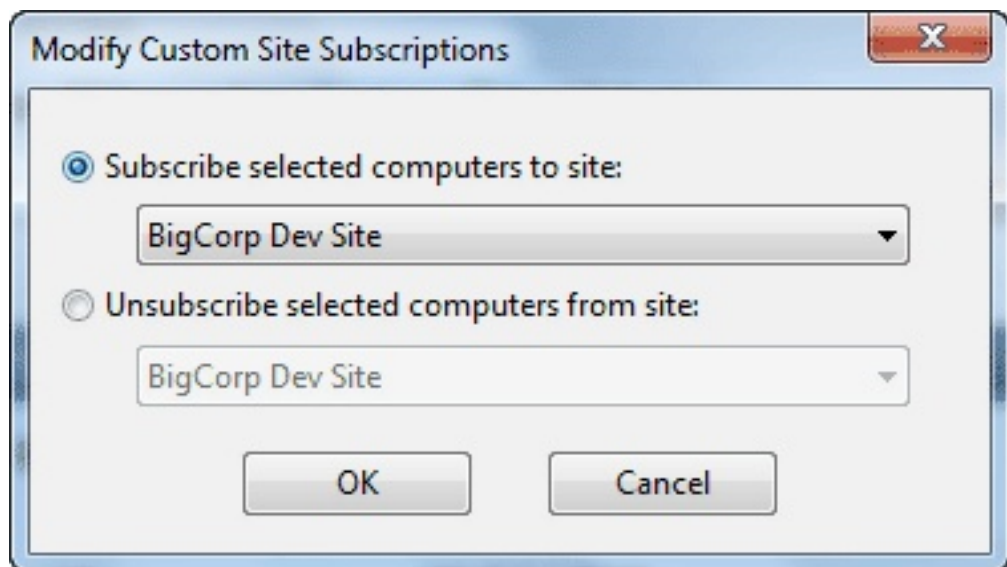 Modify Custom Site Subscriptions
Subscribe selected computers to site:
BigCorp Dev Site
Unsubscribe selected computers from site:
BigCorp Dev Site
OK Cancel